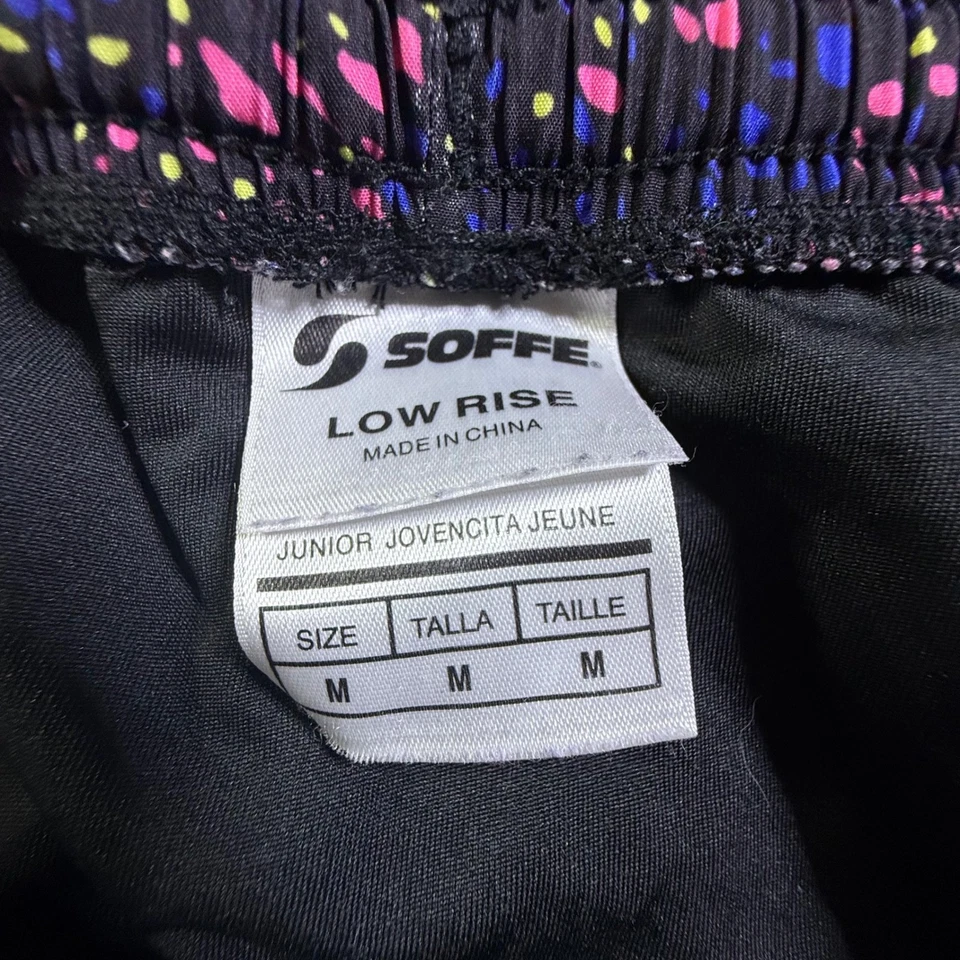 SOFFE®
LOW RISE
MADE IN CHINA
JUNIOR JOVENCITA JEUNE
SIZE TALLA TAILLE
M M M